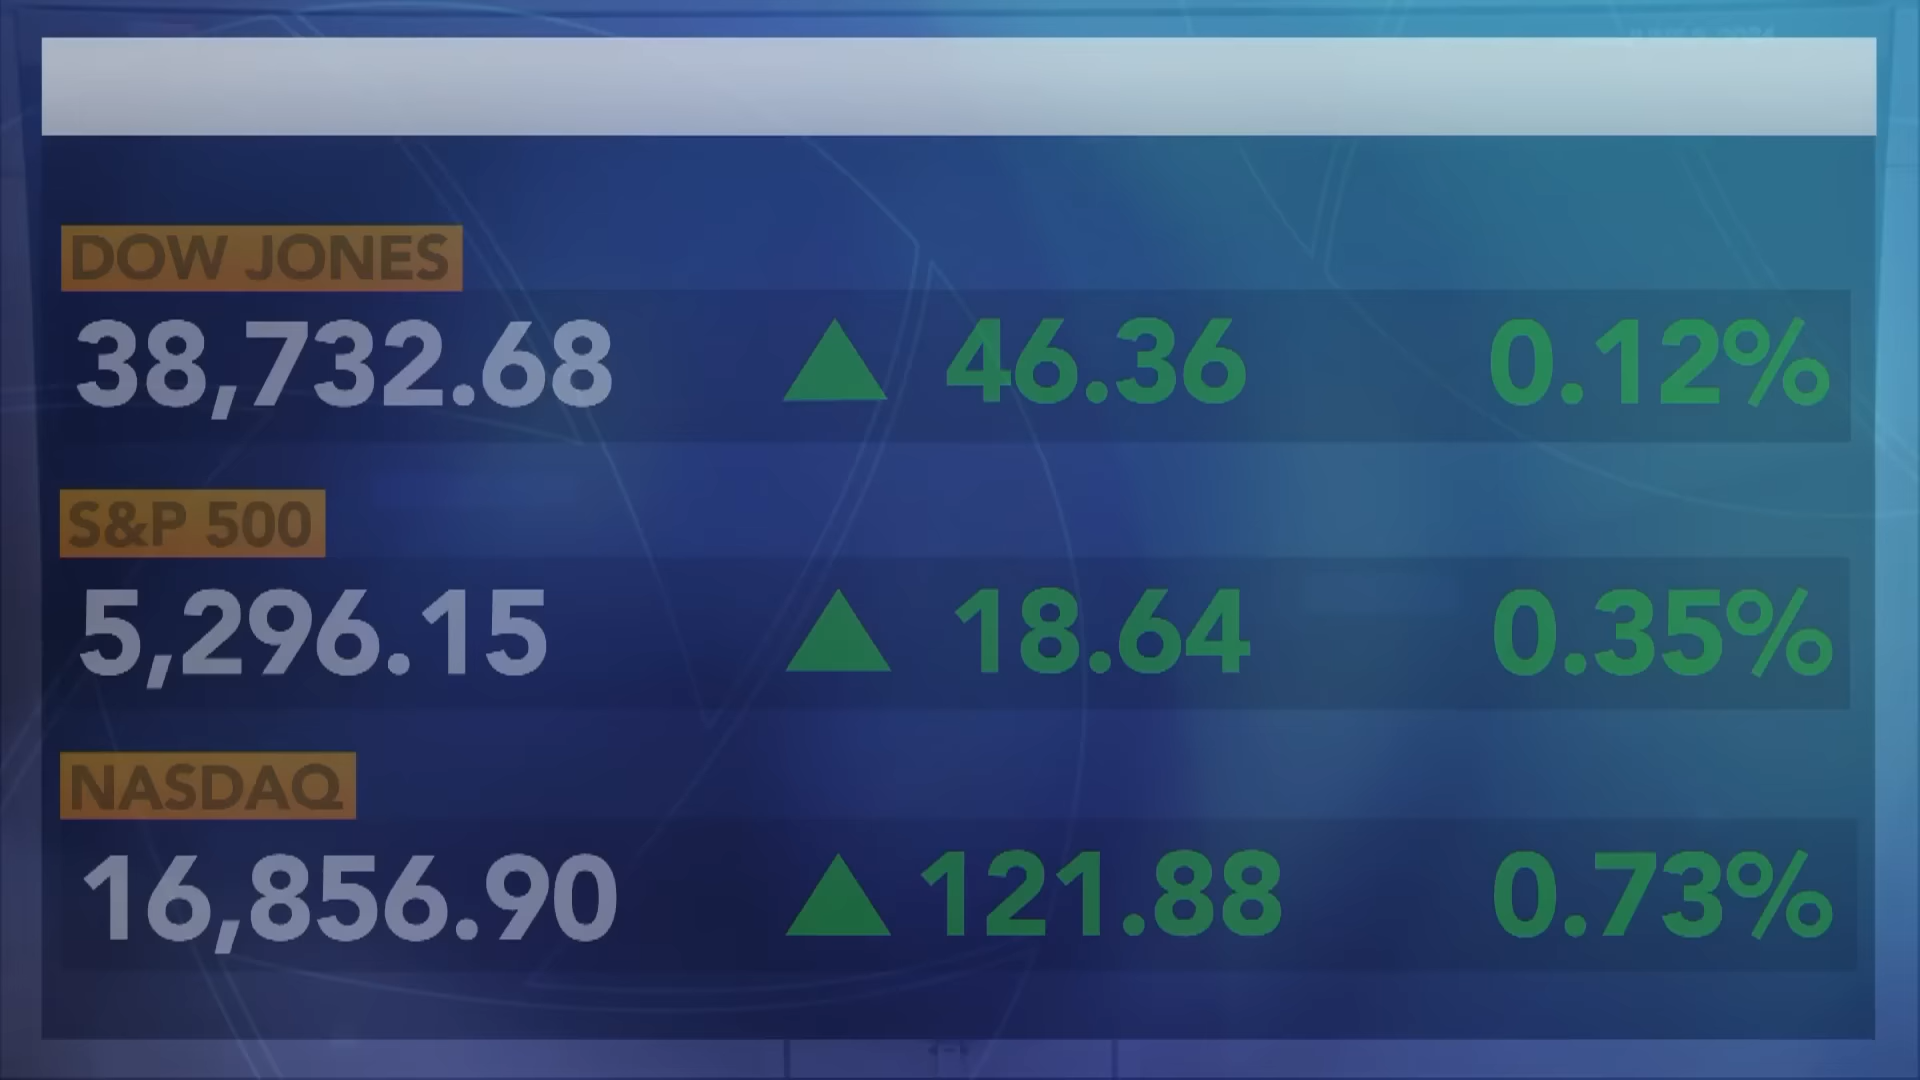 DOW JONES
38,732.68 ▲ 46.36 0.12%
S&P 500
5,296.15 ▲ 18.64 0.35%
NASDAQ
16,856.90 ▲ 121.88 0.73%